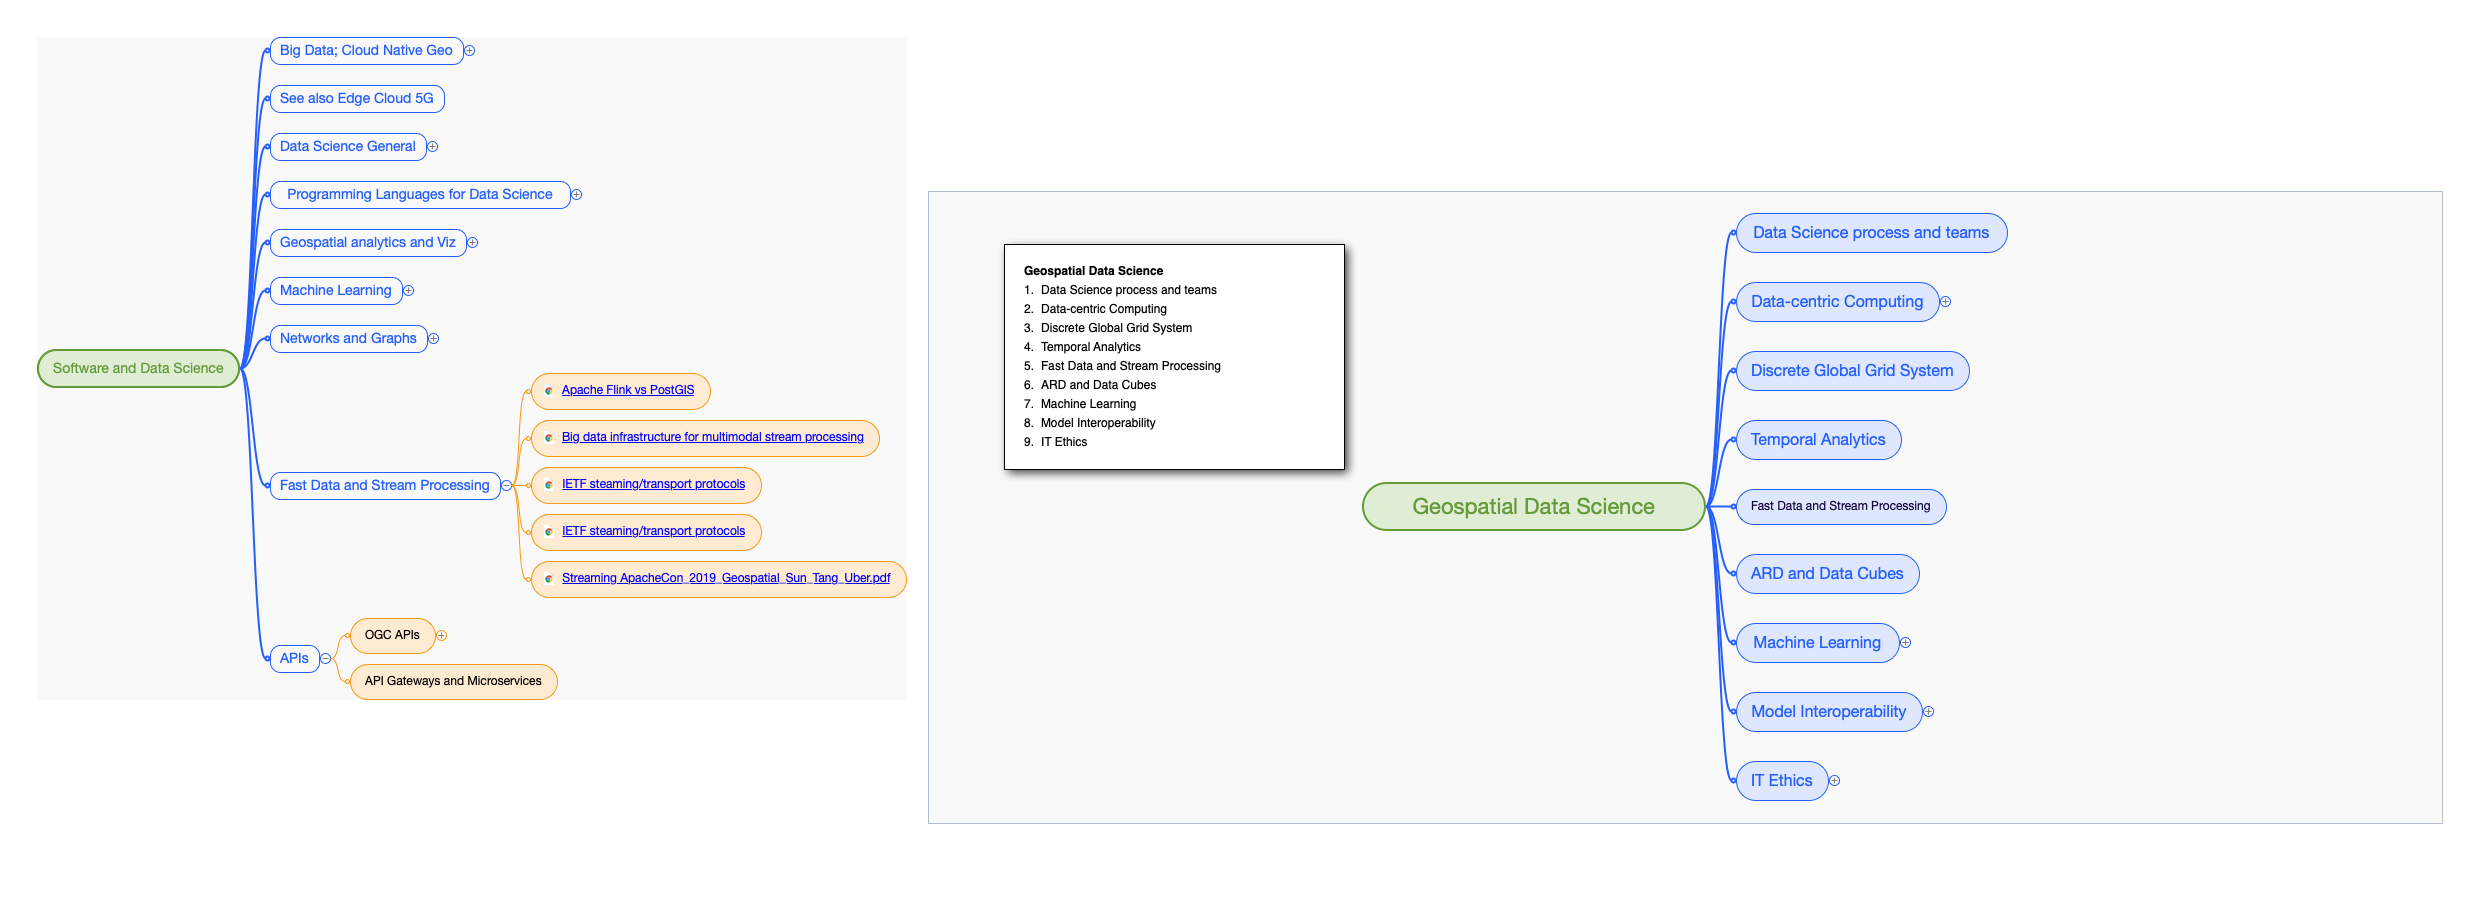 Big Data; Cloud Native Geo
See also Edge Cloud 5G
Data Science General
Programming Languages for Data Science
Geospatial analytics and Viz
Machine Learning
Networks and Graphs
Software and Data Science
Apache Flink vs PostGIS
Big data infrastructure for multimodal stream processing
IETF steaming/transport protocols
Fast Data and Stream Processing
IETF steaming/transport protocols
Streaming ApacheCon_2019_Geospatial_Sun_Tang_Uber.pdf
OGC APIs
APIs
API Gateways and Microservices
Geospatial Data Science
1. Data Science process and teams
2. Data-centric Computing
3. Discrete Global Grid System
4. Temporal Analytics
5. Fast Data and Stream Processing
6. ARD and Data Cubes
7. Machine Learning
8. Model Interoperability
9. IT Ethics
Geospatial Data Science
Data Science process and teams
Data-centric Computing
Discrete Global Grid System
Temporal Analytics
Fast Data and Stream Processing
ARD and Data Cubes
Machine Learning
Model Interoperability
IT Ethics